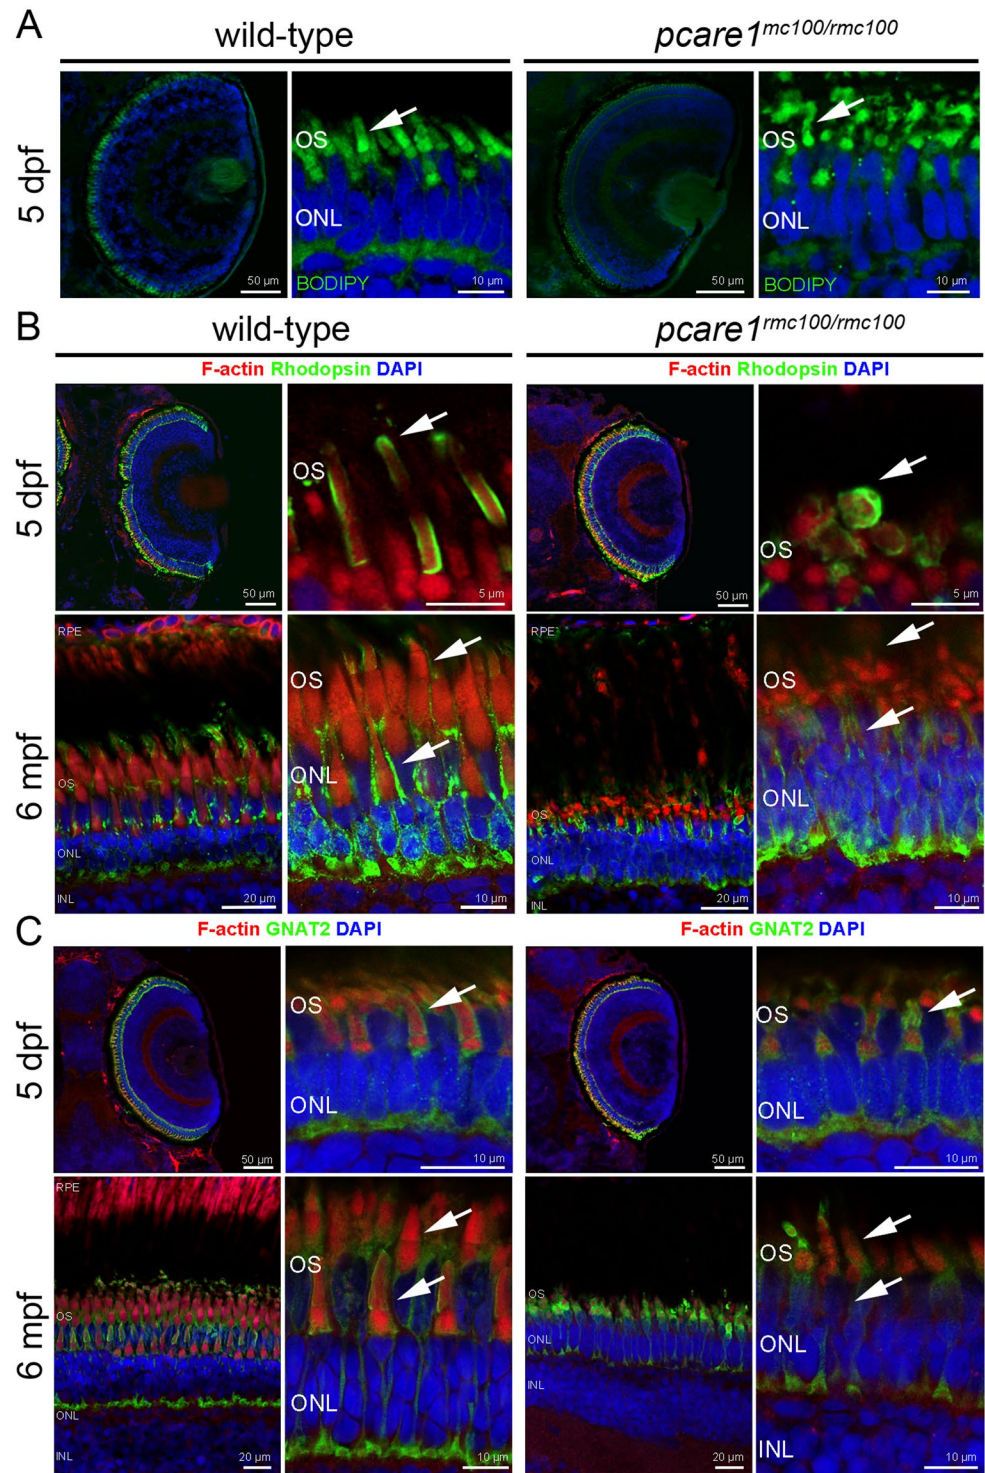 A
wild-type
pcare1mc100/rmc100
5 dpf
50 µm
OS
ONL
BODIPY
10 µm
50 µm
OS
ONL
BODIPY
10 µm
B
wild-type
pcare1rmc100/rmc100
F-actin Rhodopsin DAPI
F-actin Rhodopsin DAPI
5 dpf
50 µm
OS
5 µm
50 µm
OS
5 µm
6 mpf
RPE
OS
ONL
INL
20 µm
OS
ONL
10 µm
RPE
OS
ONL
INL
20 µm
OS
ONL
10 µm
C
F-actin GNAT2 DAPI
F-actin GNAT2 DAPI
5 dpf
50 µm
OS
ONL
10 µm
50 µm
OS
ONL
10 µm
6 mpf
RPE
OS
ONL
INL
20 µm
OS
ONL
10 µm
OS
ONL
INL
20 µm
OS
ONL
INL
10 µm